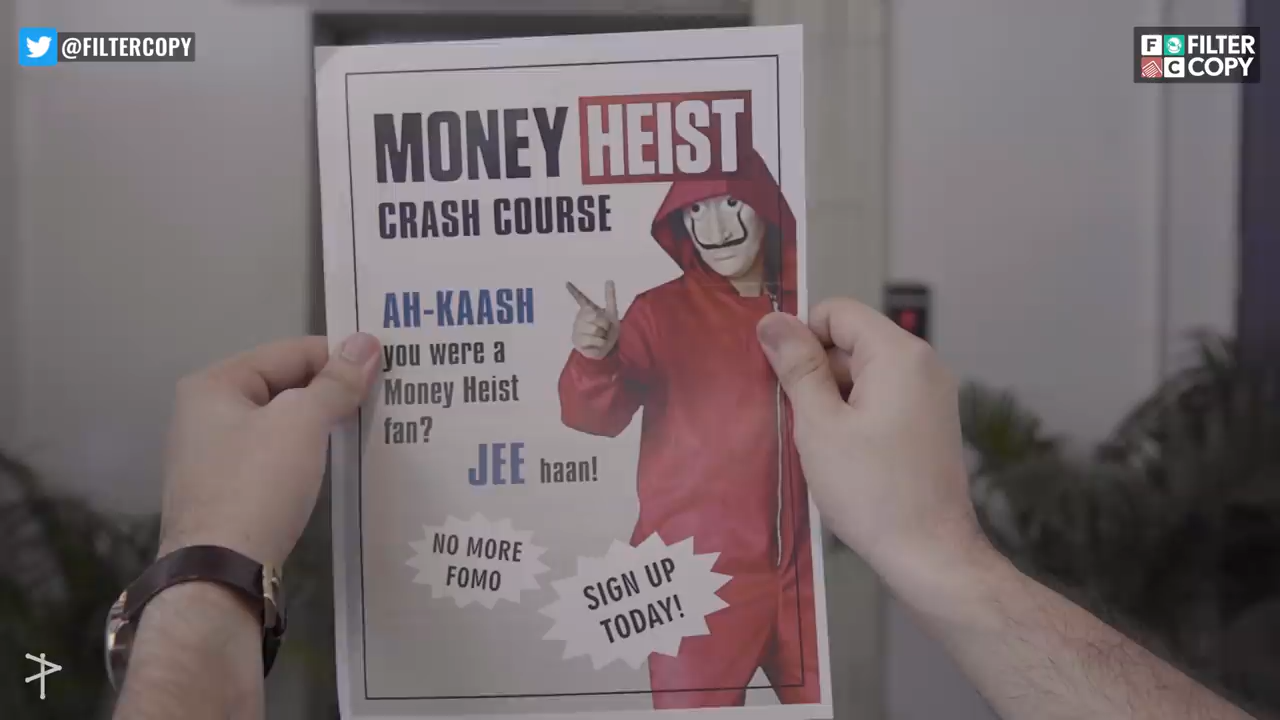 @FILTERCOPY
FILTER
COPY
MONEY HEIST
CRASH COURSE
AH-KAASH
you were a
Money Heist
fan?
JEE haan!
NO MORE
FOMO
SIGN UP
TODAY!